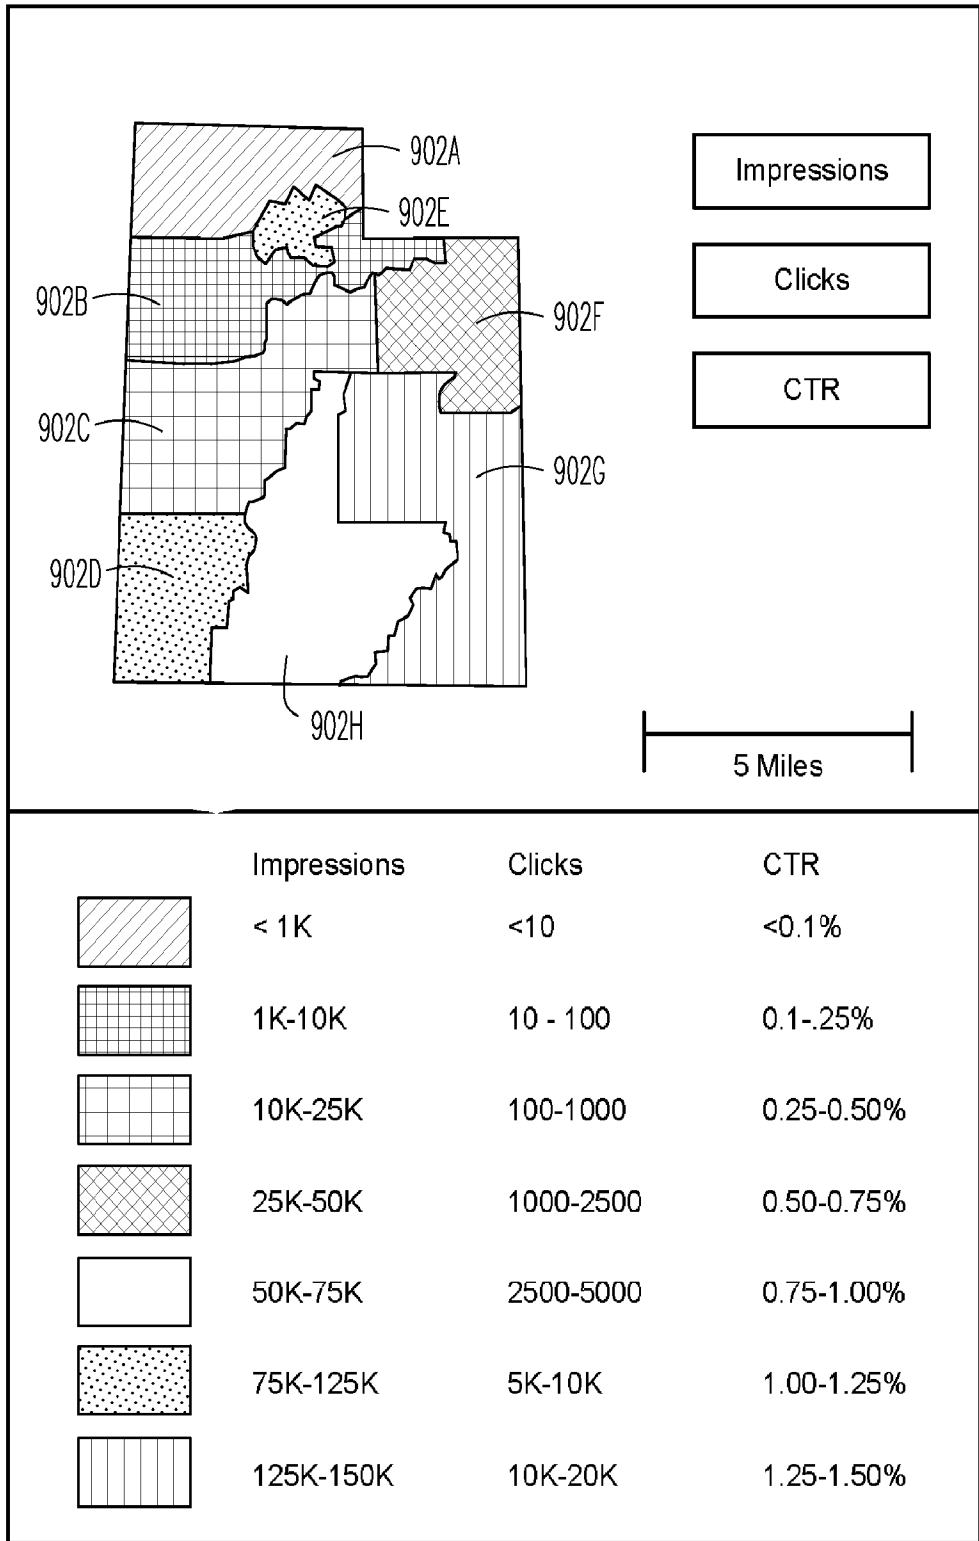 902A
Impressions
902E
902B
Clicks
902F
CTR
902C
902G
902D
902H
5 Miles
Impressions Clicks CTR
< 1K <10 <0.1%
1K-10K 10 - 100 0.1-.25%
10K-25K 100-1000 0.25-0.50%
25K-50K 1000-2500 0.50-0.75%
50K-75K 2500-5000 0.75-1.00%
75K-125K 5K-10K 1.00-1.25%
125K-150K 10K-20K 1.25-1.50%